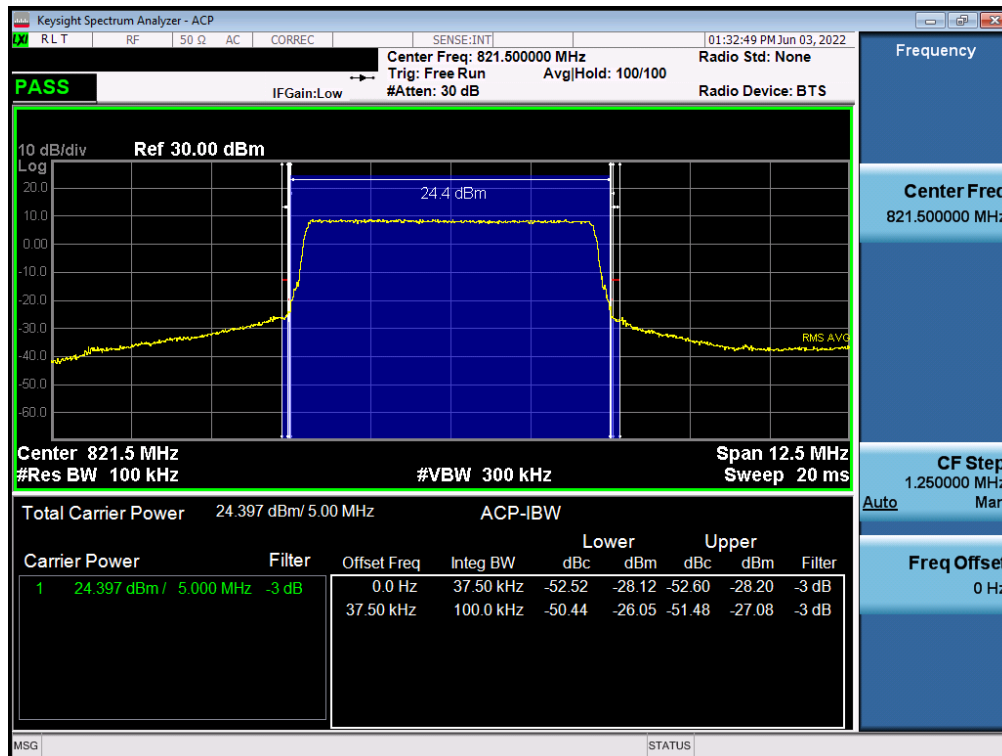 Keysight Spectrum Analyzer - ACP
LXI RLT RF 50 Ω AC CORREC SENSE:INT 01:32:49 PM Jun 03, 2022
Center Freq: 821.500000 MHz Radio Std: None
Trig: Free Run Avg|Hold: 100/100
PASS IFGain:Low #Atten: 30 dB Radio Device: BTS
10 dB/div Ref 30.00 dBm
Log
20.0
10.0
0.00
-10.0
-20.0
-30.0
-40.0
-50.0
-60.0
24.4 dBm
RMS AVG
Center 821.5 MHz Span 12.5 MHz
#Res BW 100 kHz #VBW 300 kHz Sweep 20 ms
Total Carrier Power 24.397 dBm/ 5.00 MHz ACP-IBW
Lower Upper
Carrier Power Filter Offset Freq Integ BW dBc dBm dBc dBm Filter
1 24.397 dBm / 5.000 MHz -3 dB 0.0 Hz 37.50 kHz -52.52 -28.12 -52.60 -28.20 -3 dB
37.50 kHz 100.0 kHz -50.44 -26.05 -51.48 -27.08 -3 dB
MSG STATUS
Frequency
Center Freq
821.500000 MHz
CF Step
1.250000 MHz
Auto Man
Freq Offset
0 Hz